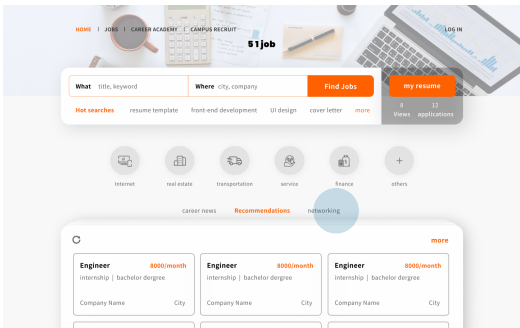 HOME | JOBS | CAREER ACADEMY | CAMPUS RECRUIT
LOG IN
51job
What title, keyword
Where city, company
Find Jobs
my resume
Hot searches resume template front-end development UI design cover letter more
8 12
Views applications
Internet real estate transportation service finance others
career news Recommendations networking
more
Engineer 8000/month
internship | bachelor dergree
Company Name City
Engineer 8000/month
internship | bachelor dergree
Company Name City
Engineer 8000/month
internship | bachelor dergree
Company Name City